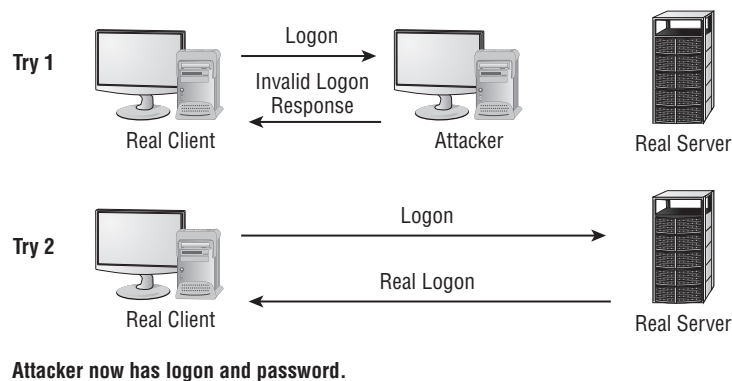 Try 1
Logon
Invalid Logon
Response
Real Client
Attacker
Real Server
Try 2
Logon
Real Logon
Real Client
Real Server
Attacker now has logon and password.